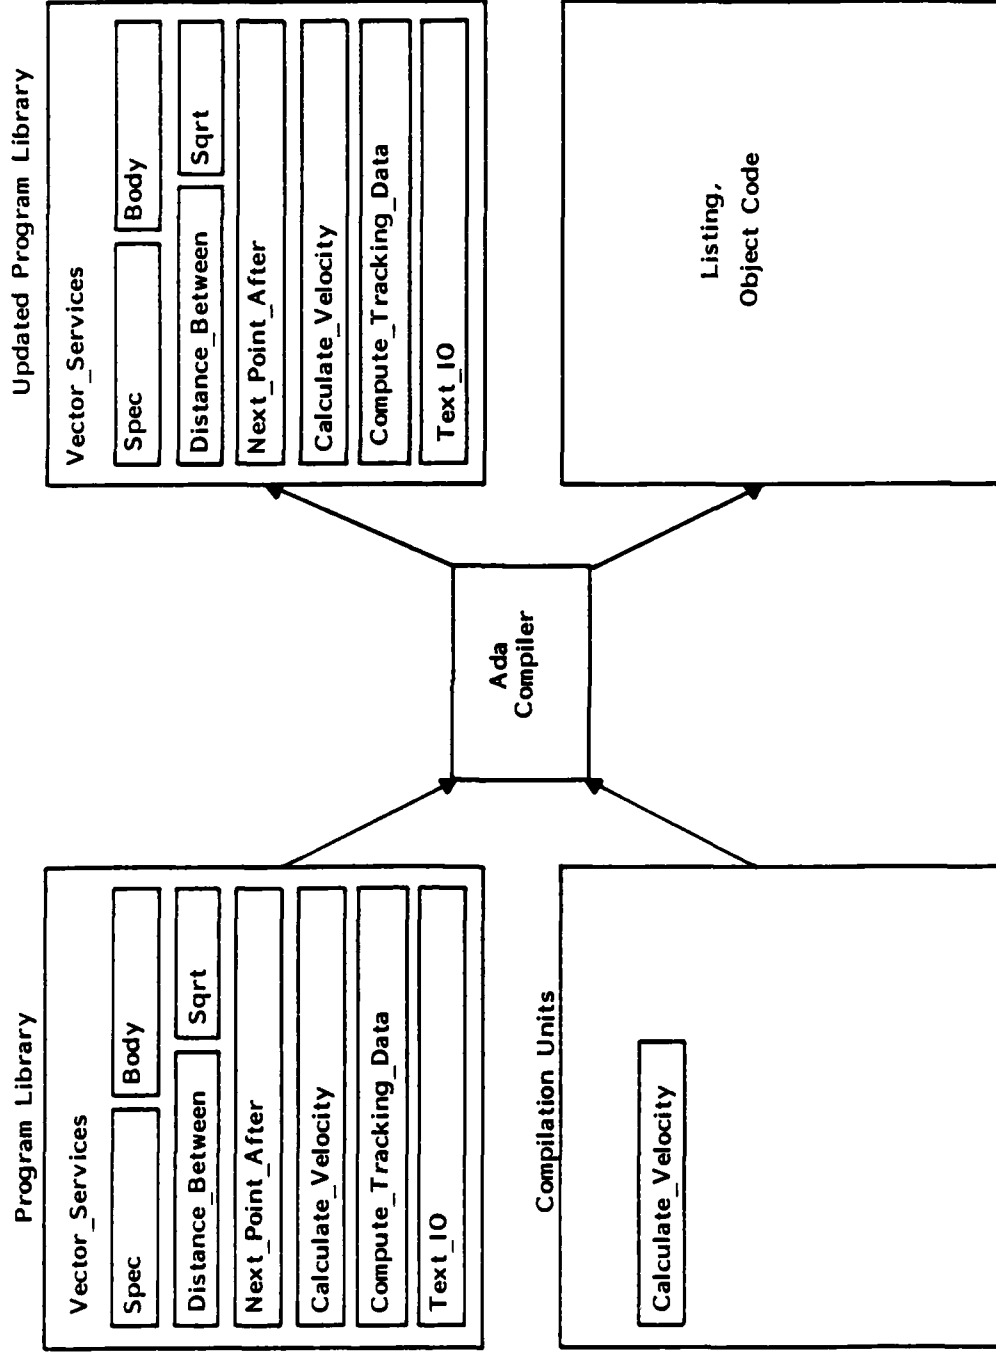 Program Library
Vector_Services
Spec
Body
Distance_Between
Sqrt
Next_Point_After
Calculate_Velocity
Compute_Tracking_Data
Text_IO
Compilation Units
Calculate_Velocity
Ada
Compiler
Updated Program Library
Vector_Services
Spec
Body
Distance_Between
Sqrt
Next_Point_After
Calculate_Velocity
Compute_Tracking_Data
Text_IO
Listing,
Object Code